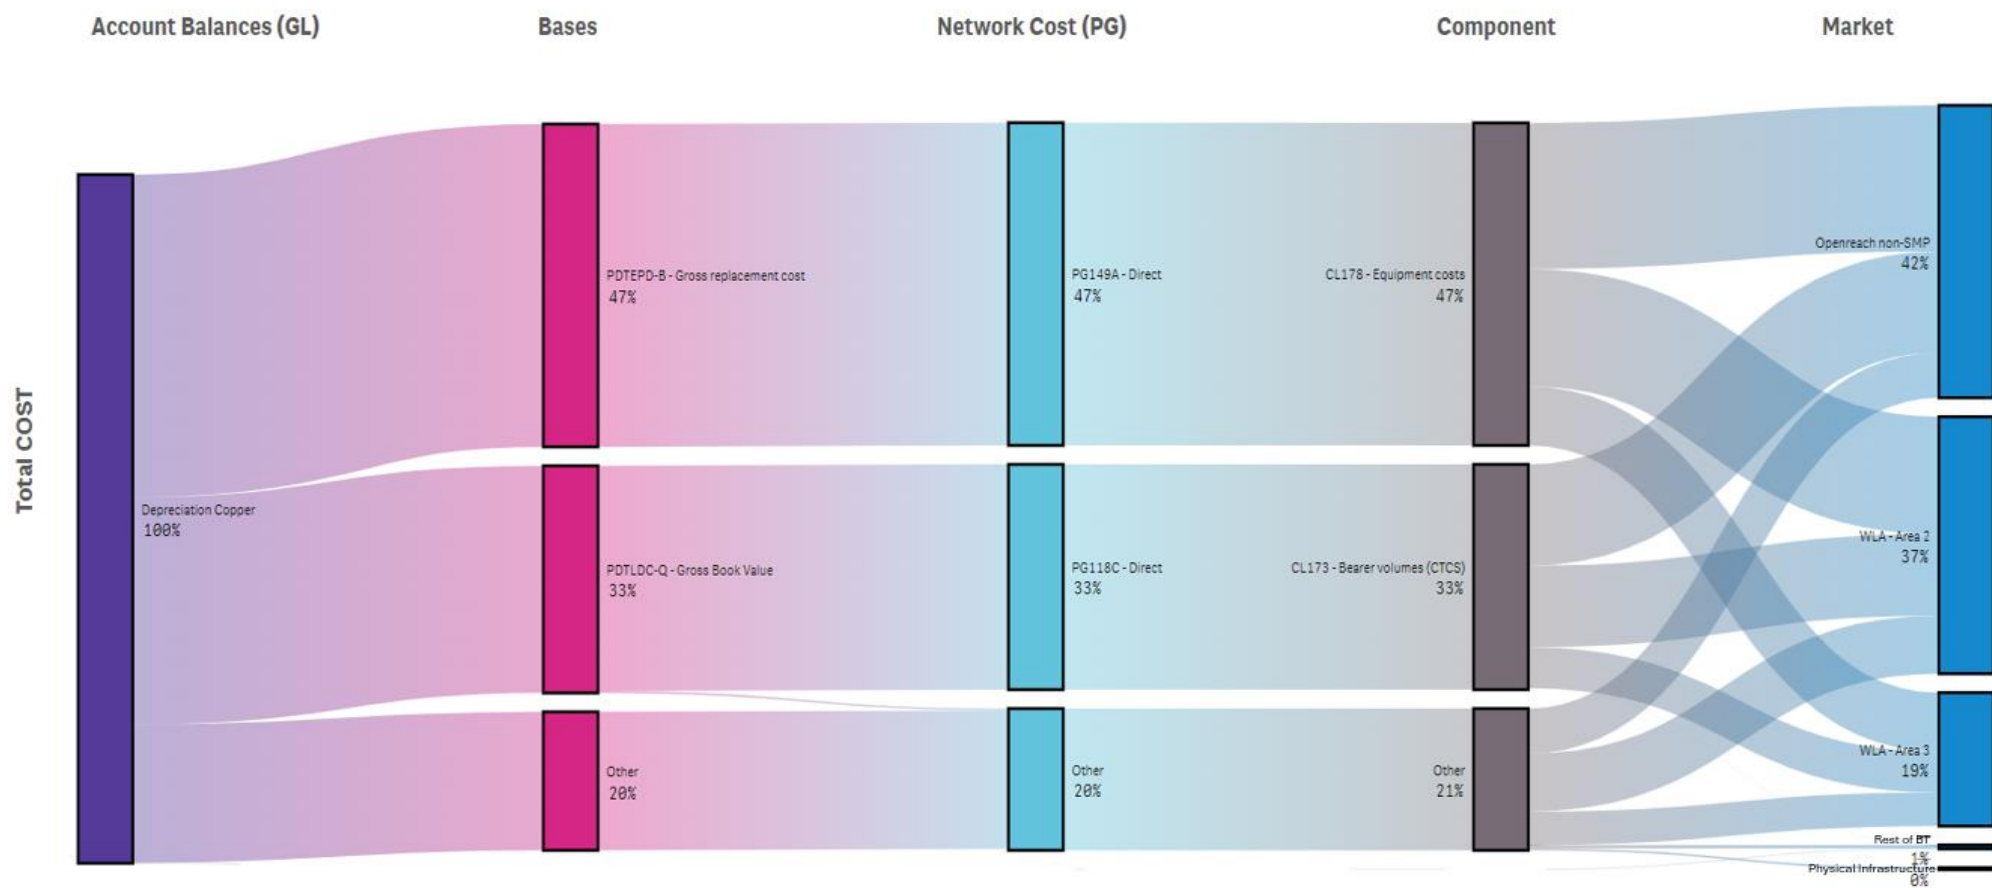 Account Balances (GL)
Bases
Network Cost (PG)
Component
Market
Total COST
Depreciation Copper
100%
PDTEPD-B - Gross replacement cost
47%
PDTLDC-Q - Gross Book Value
33%
Other
20%
PG149A - Direct
47%
PG118C - Direct
33%
Other
20%
CL178 - Equipment costs
47%
CL173 - Bearer volumes (CTCS)
33%
Other
21%
Openreach non-SMP
42%
WLA - Area 2
37%
WLA - Area 3
19%
Rest of BT
1%
Physical Infrastructure
0%